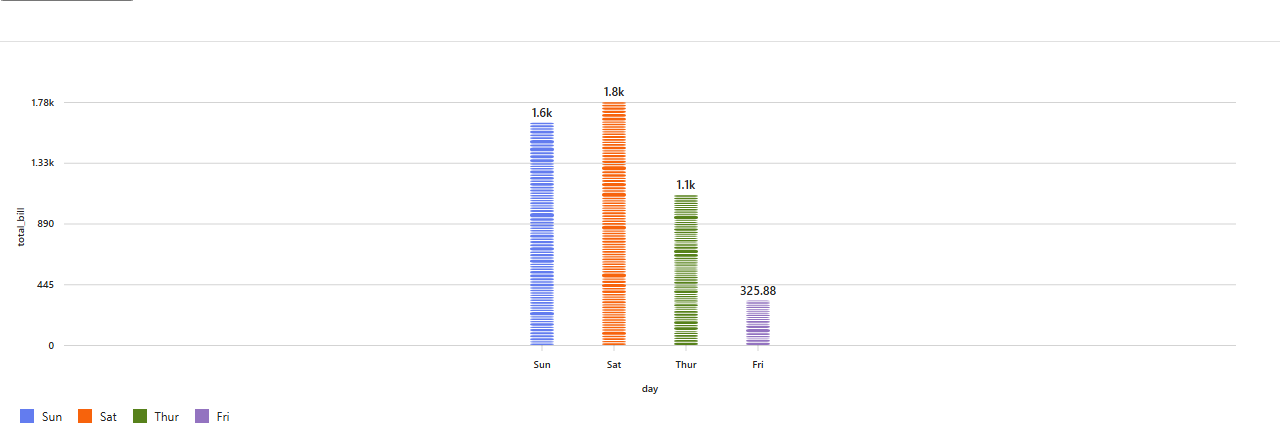 1.8k
1.78k
1.6k
1.33k
1.1k
890
total_bill
445
325.88
0
Sun Sat Thur Fri
day
Sun Sat Thur Fri